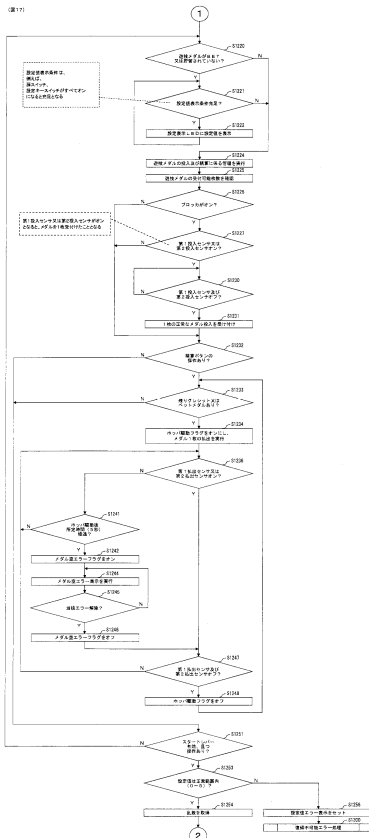 (図17)
1
S1220
遊技メダルがBB?
又は貯留されていない?
N
Y
設定値表示条件は、
例えば、
扉スイッチ、
設定キースイッチがすべてオン
になると充足となる
S1221
設定値表示条件充足?
N
Y
S1223
設定表示LEDに設定値を表示
S1224
遊技メダルの投入及び精算に係る管理を実行
S1225
遊技メダルの受付可能枚数を確認
S1226
ブロッカがオン?
N
Y
第1投入センサ又は第2投入センサがオン
となると、メダルを1枚受付けたこととなる
S1227
第1投入センサ又は
第2投入センサオン?
N
Y
S1230
第1投入センサ及び
第2投入センサオフ?
N
Y
S1231
1枚の正常なメダル投入を受け付け
S1232
精算ボタンの
操作あり?
N
Y
S1233
残りクレジット又は
ベットメダルあり?
N
Y
S1234
ホッパ駆動フラグをオンにし、
メダル1枚の払出を実行
S1236
第1払出センサ又は
第2払出センサオン?
N
Y
S1241
ホッパ駆動後
所定時間(5秒)
経過?
N
Y
S1242
メダル空エラーフラグをオン
S1244
メダル空エラー表示を実行
S1245
当該エラー解除?
N
Y
S1246
メダル空エラーフラグをオフ
S1247
第1払出センサ及び
第2払出センサオフ?
N
Y
S1249
ホッパ駆動フラグをオフ
S1251
スタートレバー
有効、且つ
操作あり?
N
Y
S1253
設定値は正常範囲内
(0~5)?
N
Y
S1254
乱数を取得
S1256
設定値エラー表示をセット
S1300
復帰不可能エラー処理
2